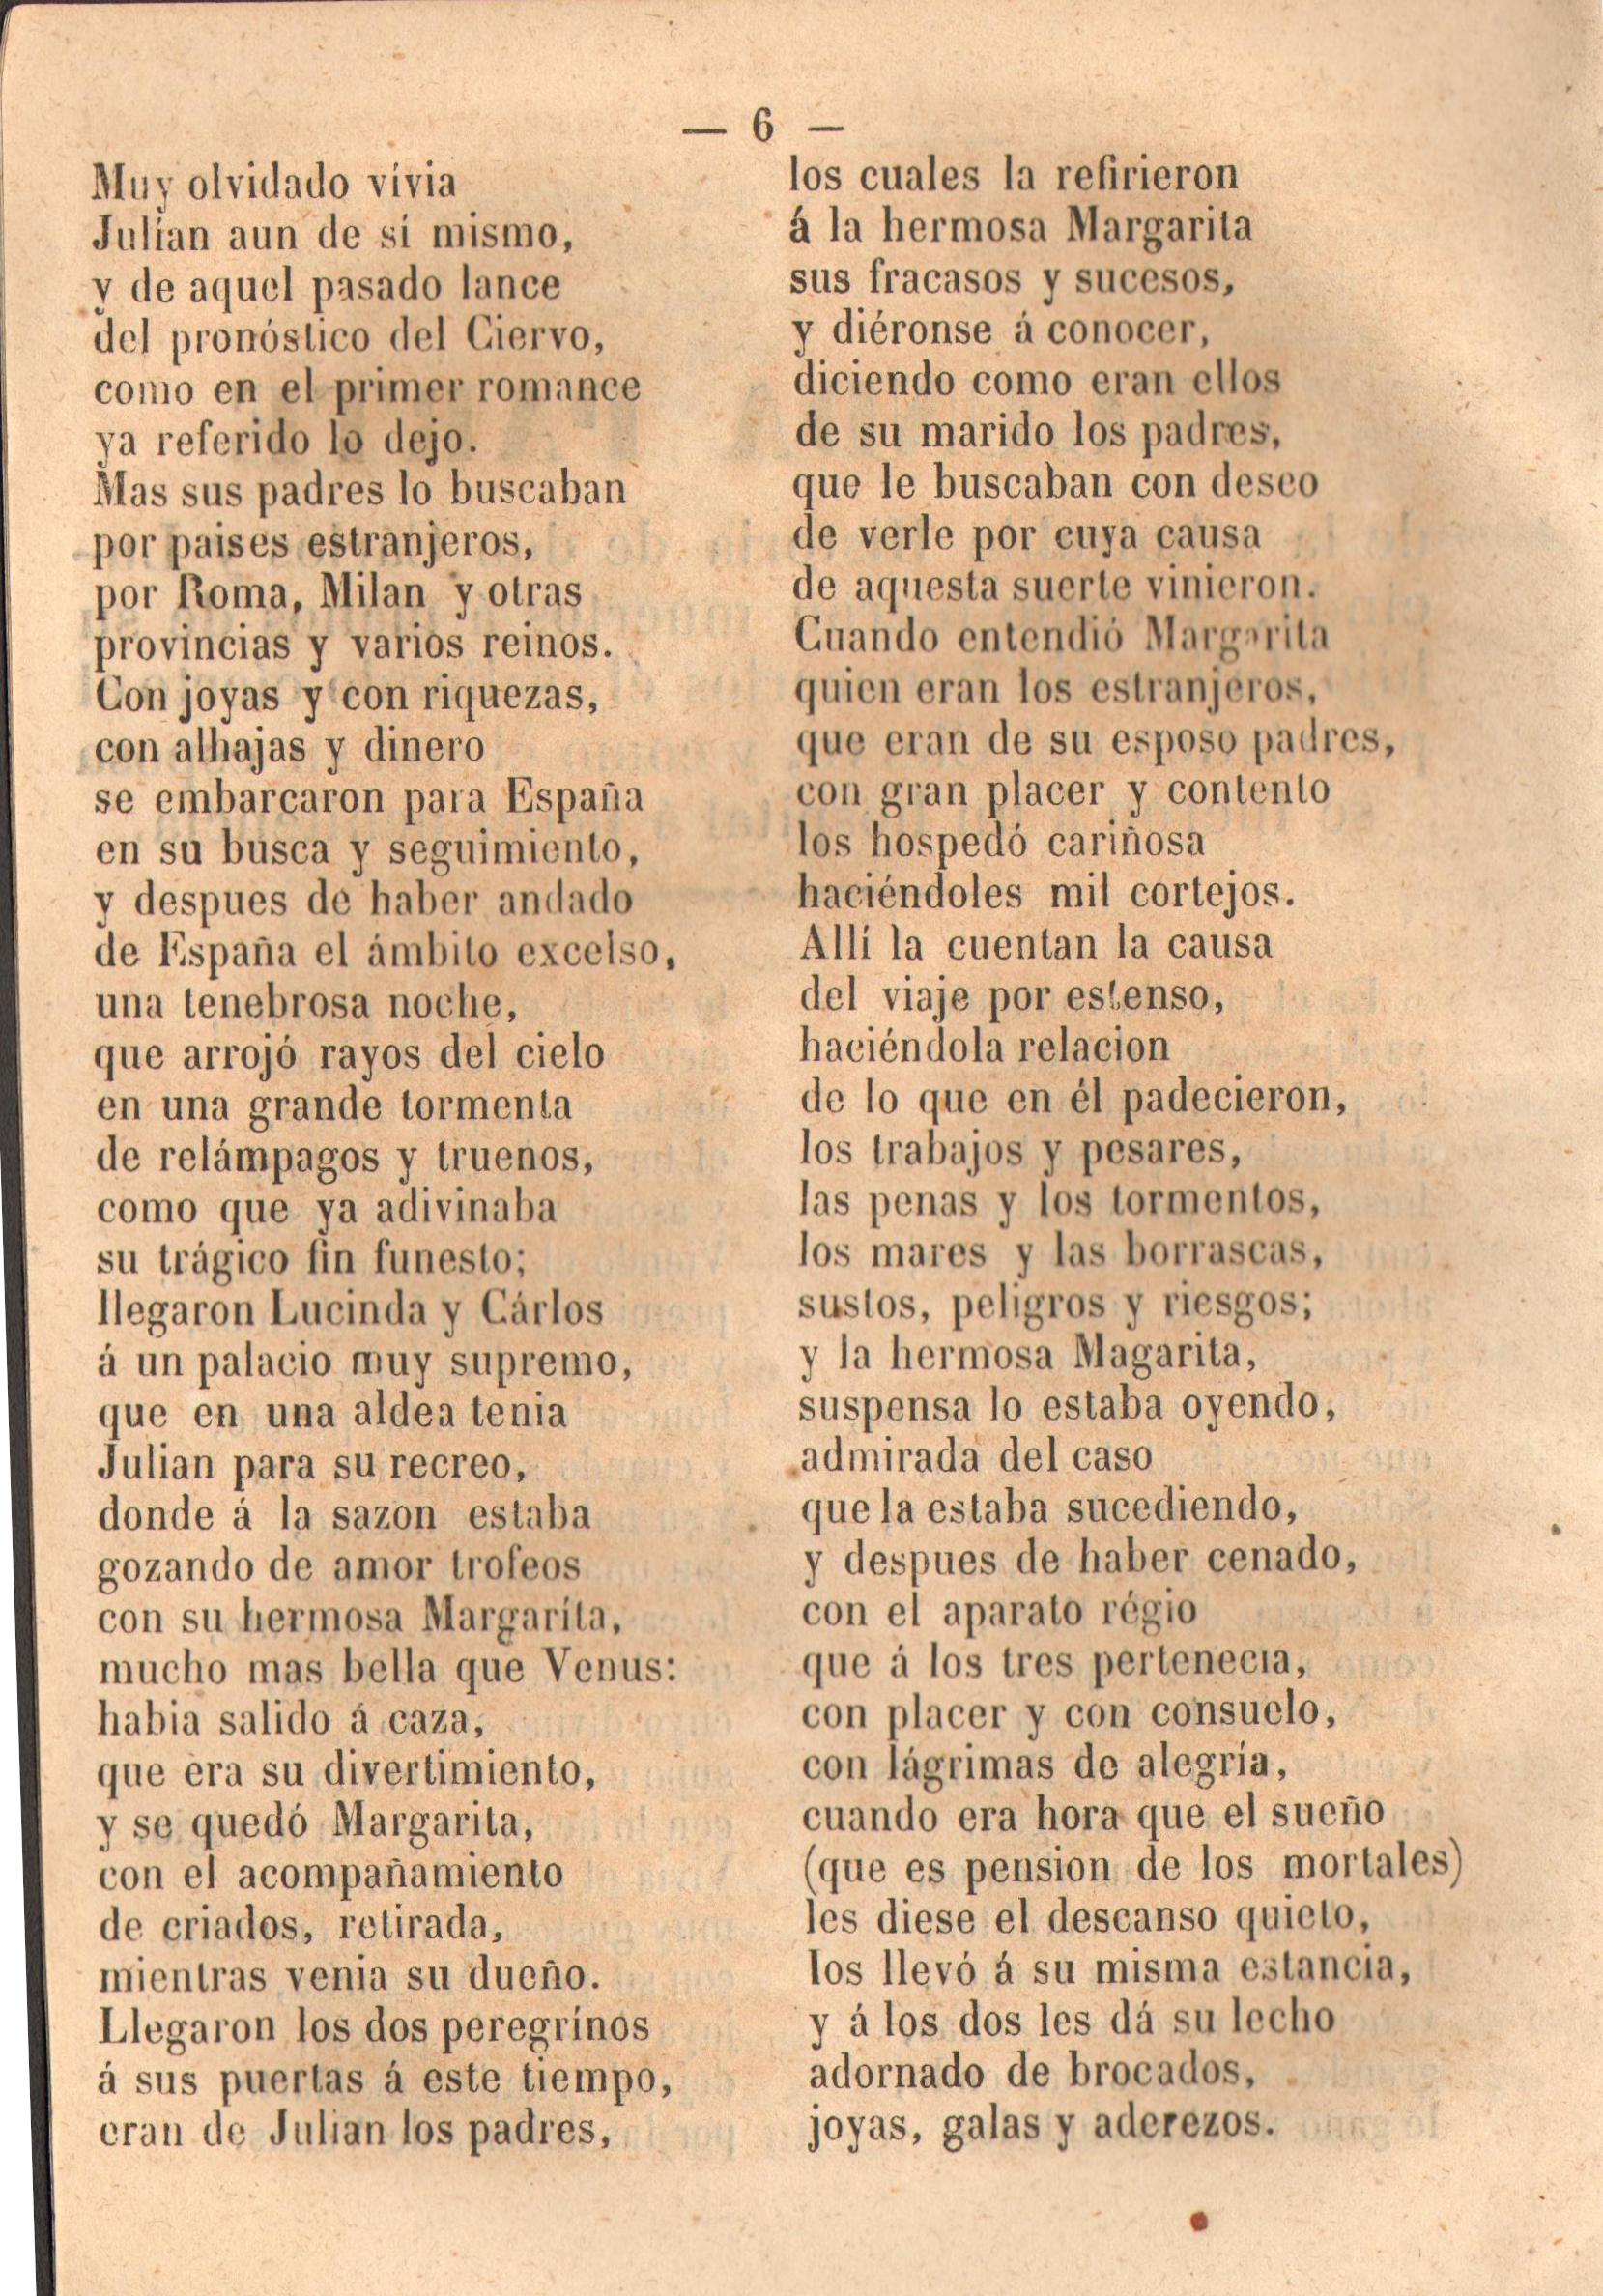 — 6 —
Muy olvidado vívia
Julian aun de sí mismo,
y de aquel pasado lance
del pronóstico del Ciervo,
como en el primer romance
ya referido lo dejo.
Mas sus padres lo buscaban
por paises estranjeros,
por Roma, Milan y otras
provincias y varios reinos.
Con joyas y con riquezas,
con alhajas y dinero
se embarcaron para España
en su busca y seguimiento,
y despues de haber andado
de España el ámbito excelso,
una tenebrosa noche,
que arrojó rayos del cielo
en una grande tormenta
de relámpagos y truenos,
como que ya adivinaba
su trágico fin funesto;
llegaron Lucinda y Cárlos
á un palacio muy supremo,
que en una aldea tenia
Julian para su recreo,
donde á la sazon estaba
gozando de amor trofeos
con su hermosa Margaríta,
mucho mas bella que Venus:
habia salido á caza,
que era su divertimiento,
y se quedó Margarita,
con el acompañamiento
de criados, retirada,
mientras venia su dueño.
Llegaron los dos peregrinos
á sus puertas á este tiempo,
eran de Julian los padres,
los cuales la refirieron
á la hermosa Margarita
sus fracasos y sucesos,
y diéronse á conocer,
diciendo como eran ellos
de su marido los padres,
que le buscaban con deseo
de verle por cuya causa
de aquesta suerte vinieron.
Cuando entendió Margarita
quien eran los estranjeros,
que eran de su esposo padres,
con gran placer y contento
los hospedó cariñosa
haciéndoles mil cortejos.
Allí la cuentan la causa
del viaje por estenso,
haciéndola relacion
de lo que en él padecieron,
los trabajos y pesares,
las penas y los tormentos,
los mares y las borrascas,
sustos, peligros y riesgos;
y la hermosa Magarita,
suspensa lo estaba oyendo,
admirada del caso
que la estaba sucediendo,
y despues de haber cenado,
con el aparato régio
que á los tres pertenecia,
con placer y con consuelo,
con lágrimas de alegría,
cuando era hora que el sueño
(que es pension de los mortales)
les diese el descanso quieto,
los llevó á su misma estancia,
y á los dos les dá su lecho
adornado de brocados,
joyas, galas y aderezos.